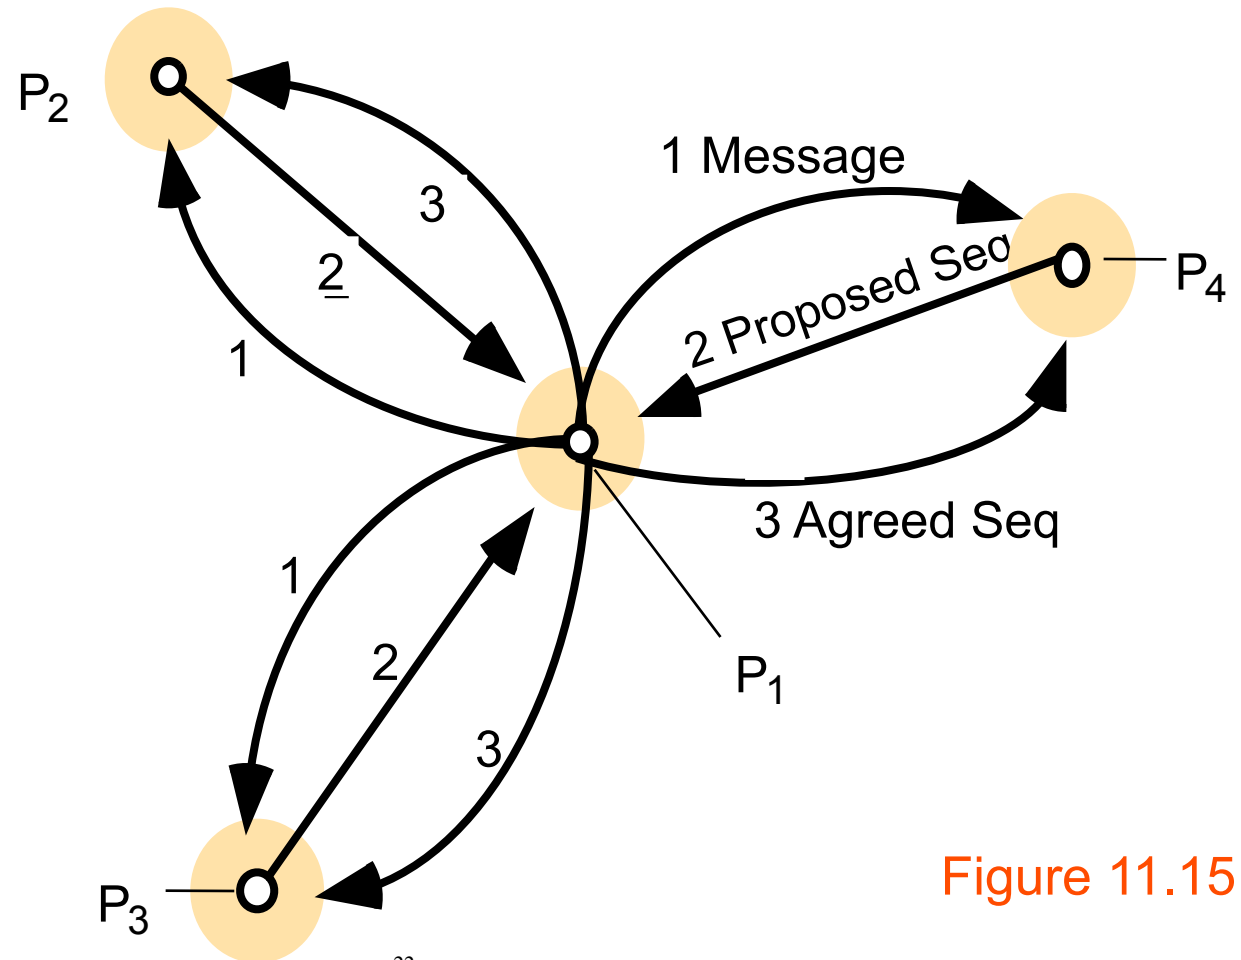 P2
3
1 Message
2
2 Proposed Seq
P4
1
3 Agreed Seq
1
2
P1
3
Figure 11.15
P3